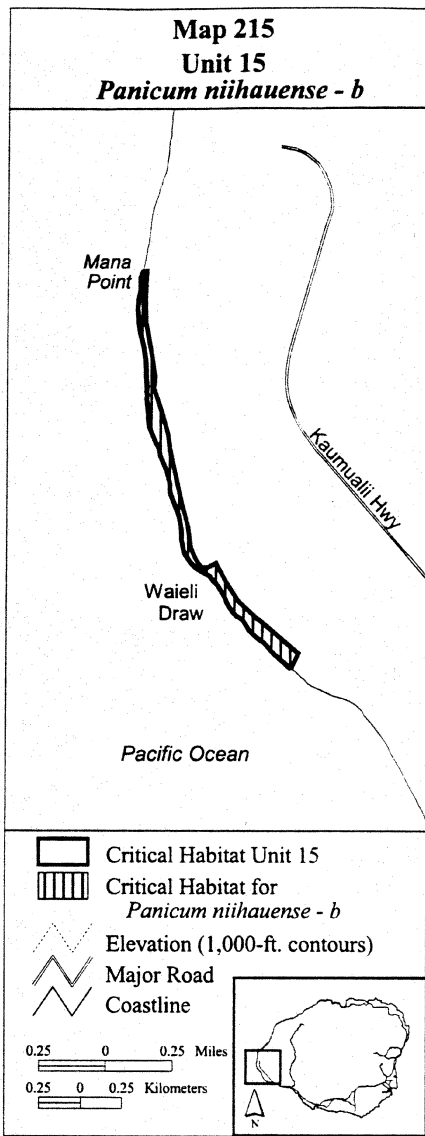 Map 215
Unit 15
Panicum niihauense - b
Mana
Point
Kaumualii Hwy
Waieli
Draw
Pacific Ocean
Critical Habitat Unit 15
Critical Habitat for
Panicum niihauense - b
Elevation (1,000-ft. contours)
Major Road
Coastline
0.25 0 0.25 Miles
0.25 0 0.25 Kilometers
N